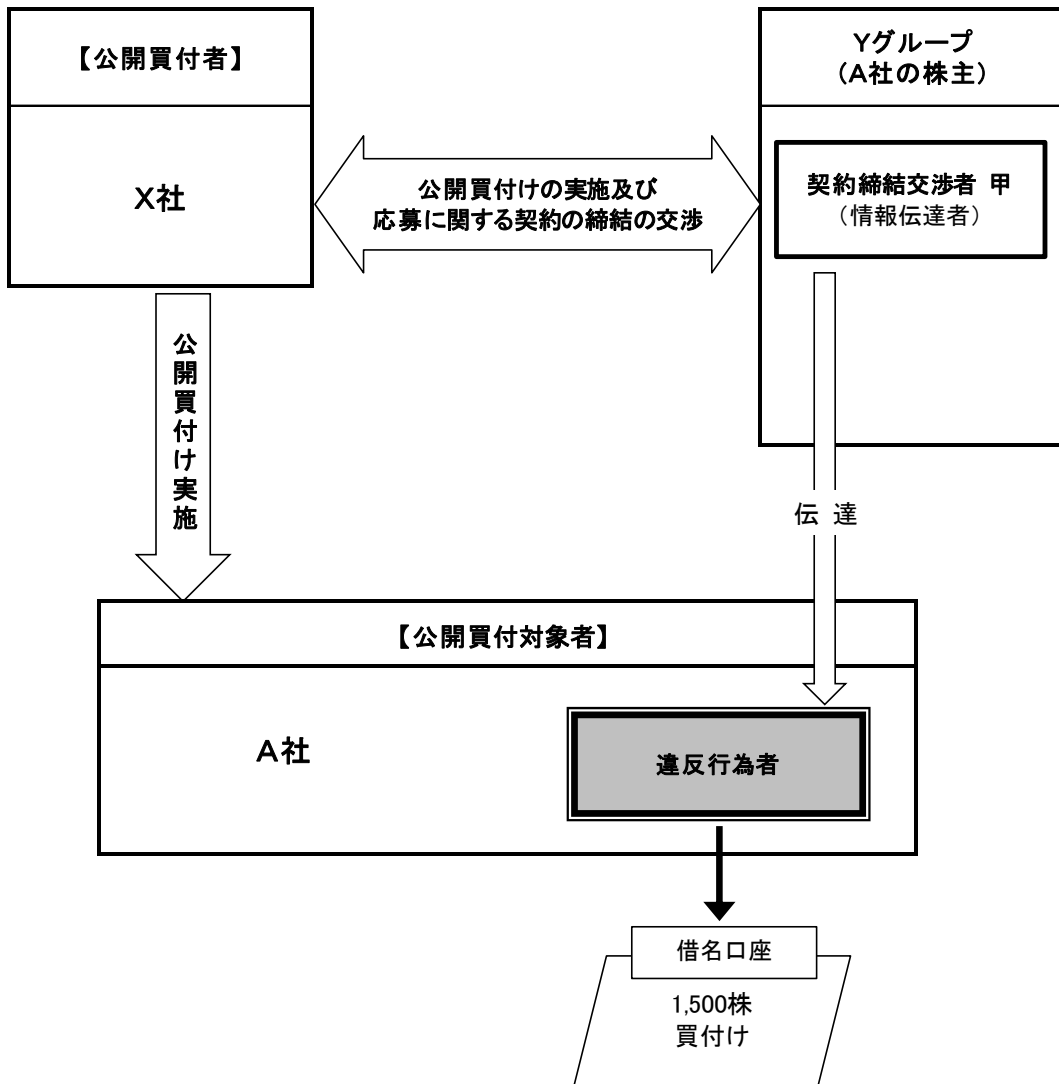 【公開買付者】
X社
Yグループ
（A社の株主）
契約締結交渉者 甲
（情報伝達者）
公開買付けの実施及び
応募に関する契約の締結の交渉
公開買付け実施
伝 達
【公開買付対象者】
A社
違反行為者
借名口座
1,500株
買付け